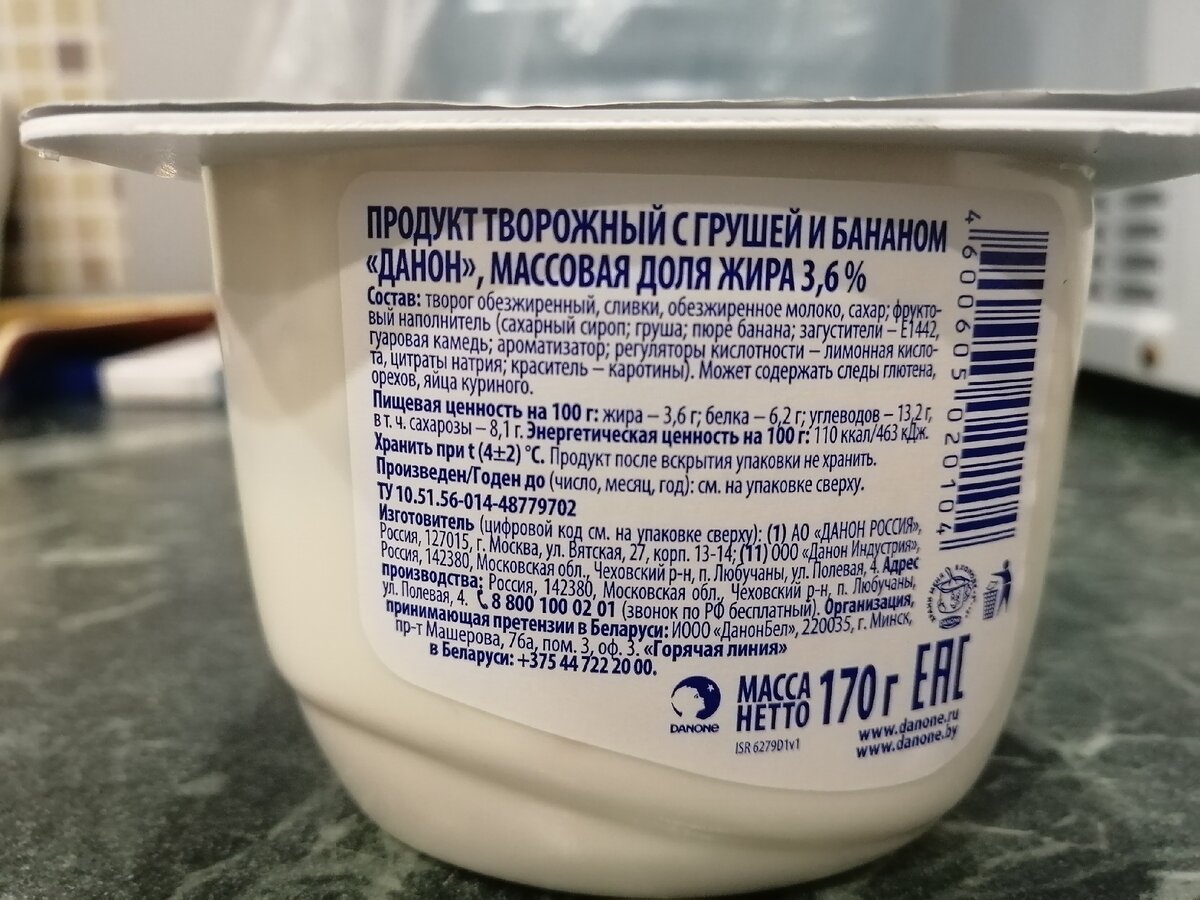 ПРОДУКТ ТВОРОЖНЫЙ С ГРУШЕЙ И БАНАНОМ
«ДАНОН», МАССОВАЯ ДОЛЯ ЖИРА 3,6 %
Состав: творог обезжиренный, сливки, обезжиренное молоко, сахар; фрукто-
вый наполнитель (сахарный сироп; груша; пюре банана; загустители – Е1442,
гуаровая камедь; ароматизатор; регуляторы кислотности – лимонная кисло-
та, цитраты натрия; краситель – каротины). Может содержать следы глютена,
орехов, яйца куриного.
Пищевая ценность на 100 г: жира – 3,6 г; белка – 6,2 г; углеводов – 13,2 г,
в т. ч. сахарозы – 8,1 г. Энергетическая ценность на 100 г: 110 ккал/463 кДж.
Хранить при t (4±2) °С. Продукт после вскрытия упаковки не хранить.
Произведен/Годен до (число, месяц, год): см. на упаковке сверху.
ТУ 10.51.56-014-48779702
Изготовитель (цифровой код см. на упаковке сверху): (1) АО «ДАНОН РОССИЯ»,
Россия, 127015, г. Москва, ул. Вятская, 27, корп. 13-14; (11) ООО «Данон Индустрия»,
Россия, 142380, Московская обл., Чеховский р-н, п. Любучаны, ул. Полевая, 4. Адрес
производства: Россия, 142380, Московская обл., Чеховский р-н, п. Любучаны,
ул. Полевая, 4. 8 800 100 02 01 (звонок по РФ бесплатный). Организация,
принимающая претензии в Беларуси: ИООО «ДанонБел», 220035, г. Минск,
пр-т Машерова, 76а, пом. 3, оф. 3. «Горячая линия»
в Беларуси: +375 44 722 20 00.
4 600605 020104
DANONE
МАССА
НЕТТО
170 г
ЕАС
ISR 6279D1v1
www.danone.ru
www.danone.by